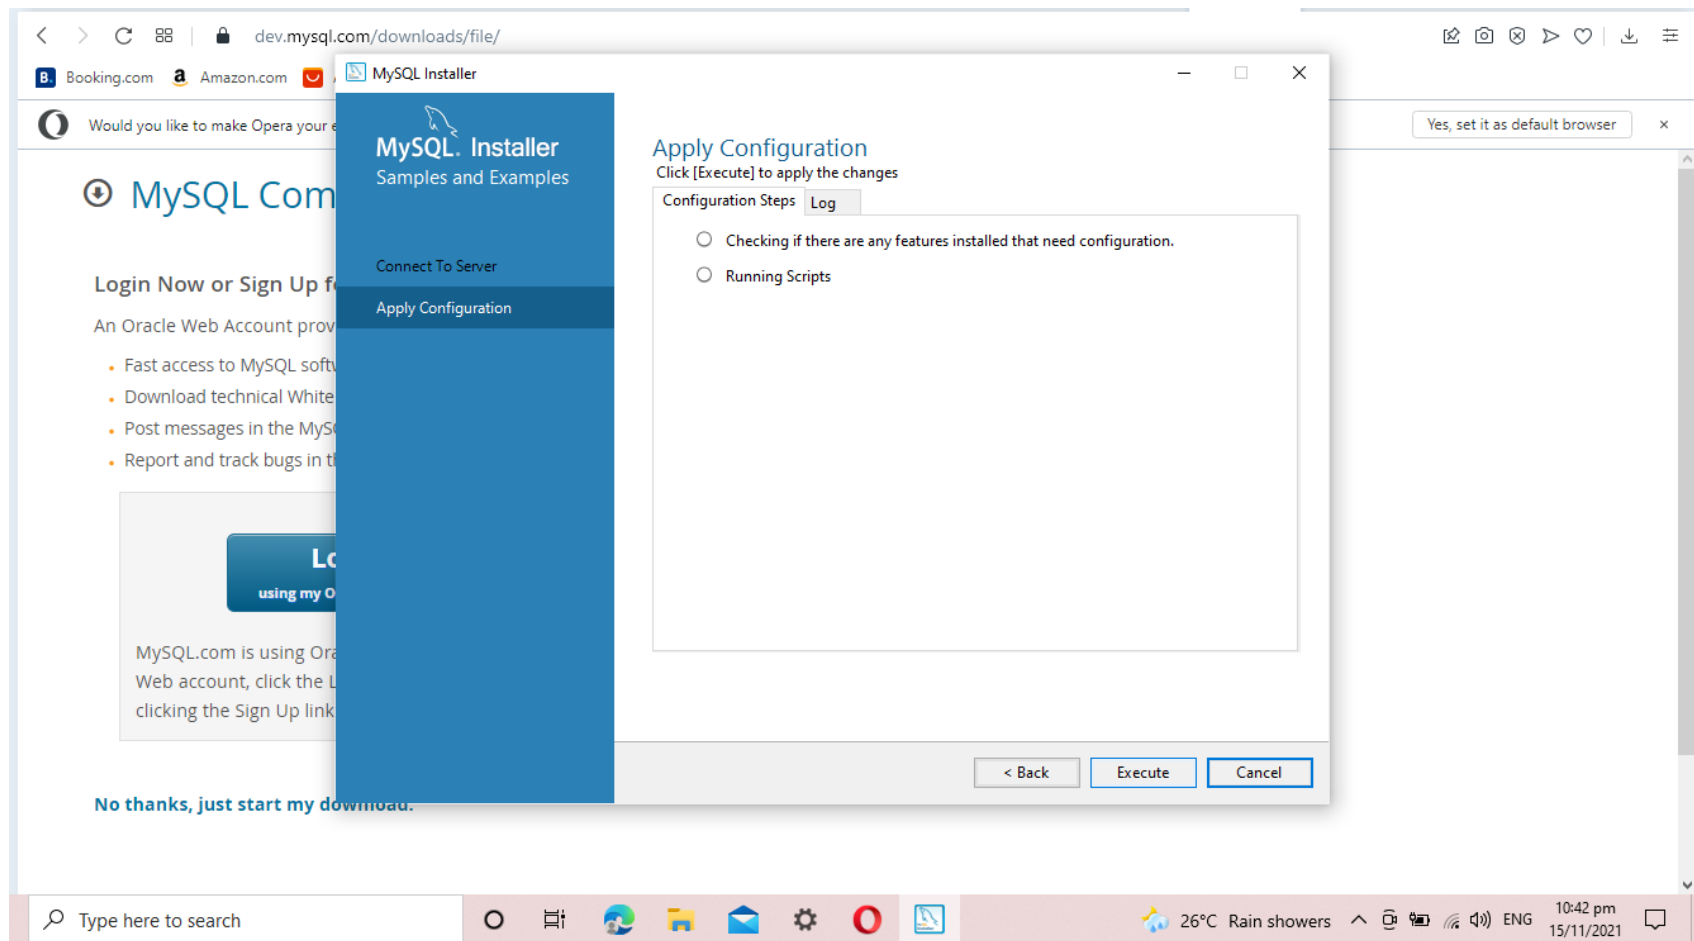 dev.mysql.com/downloads/file/
B. Booking.com a Amazon.com
MySQL Installer
Would you like to make Opera your
Yes, set it as default browser ×
MySQL Com
Login Now or Sign Up f
An Oracle Web Account prov
• Fast access to MySQL softw
• Download technical White
• Post messages in the MyS
• Report and track bugs in t
Lo
using my O
MySQL.com is using Ora
Web account, click the L
clicking the Sign Up link
No thanks, just start my download.
MySQL. Installer
Samples and Examples
Connect To Server
Apply Configuration
Apply Configuration
Click [Execute] to apply the changes
Configuration Steps Log
Checking if there are any features installed that need configuration.
Running Scripts
< Back Execute Cancel
Type here to search
26°C Rain showers ENG
10:42 pm
15/11/2021